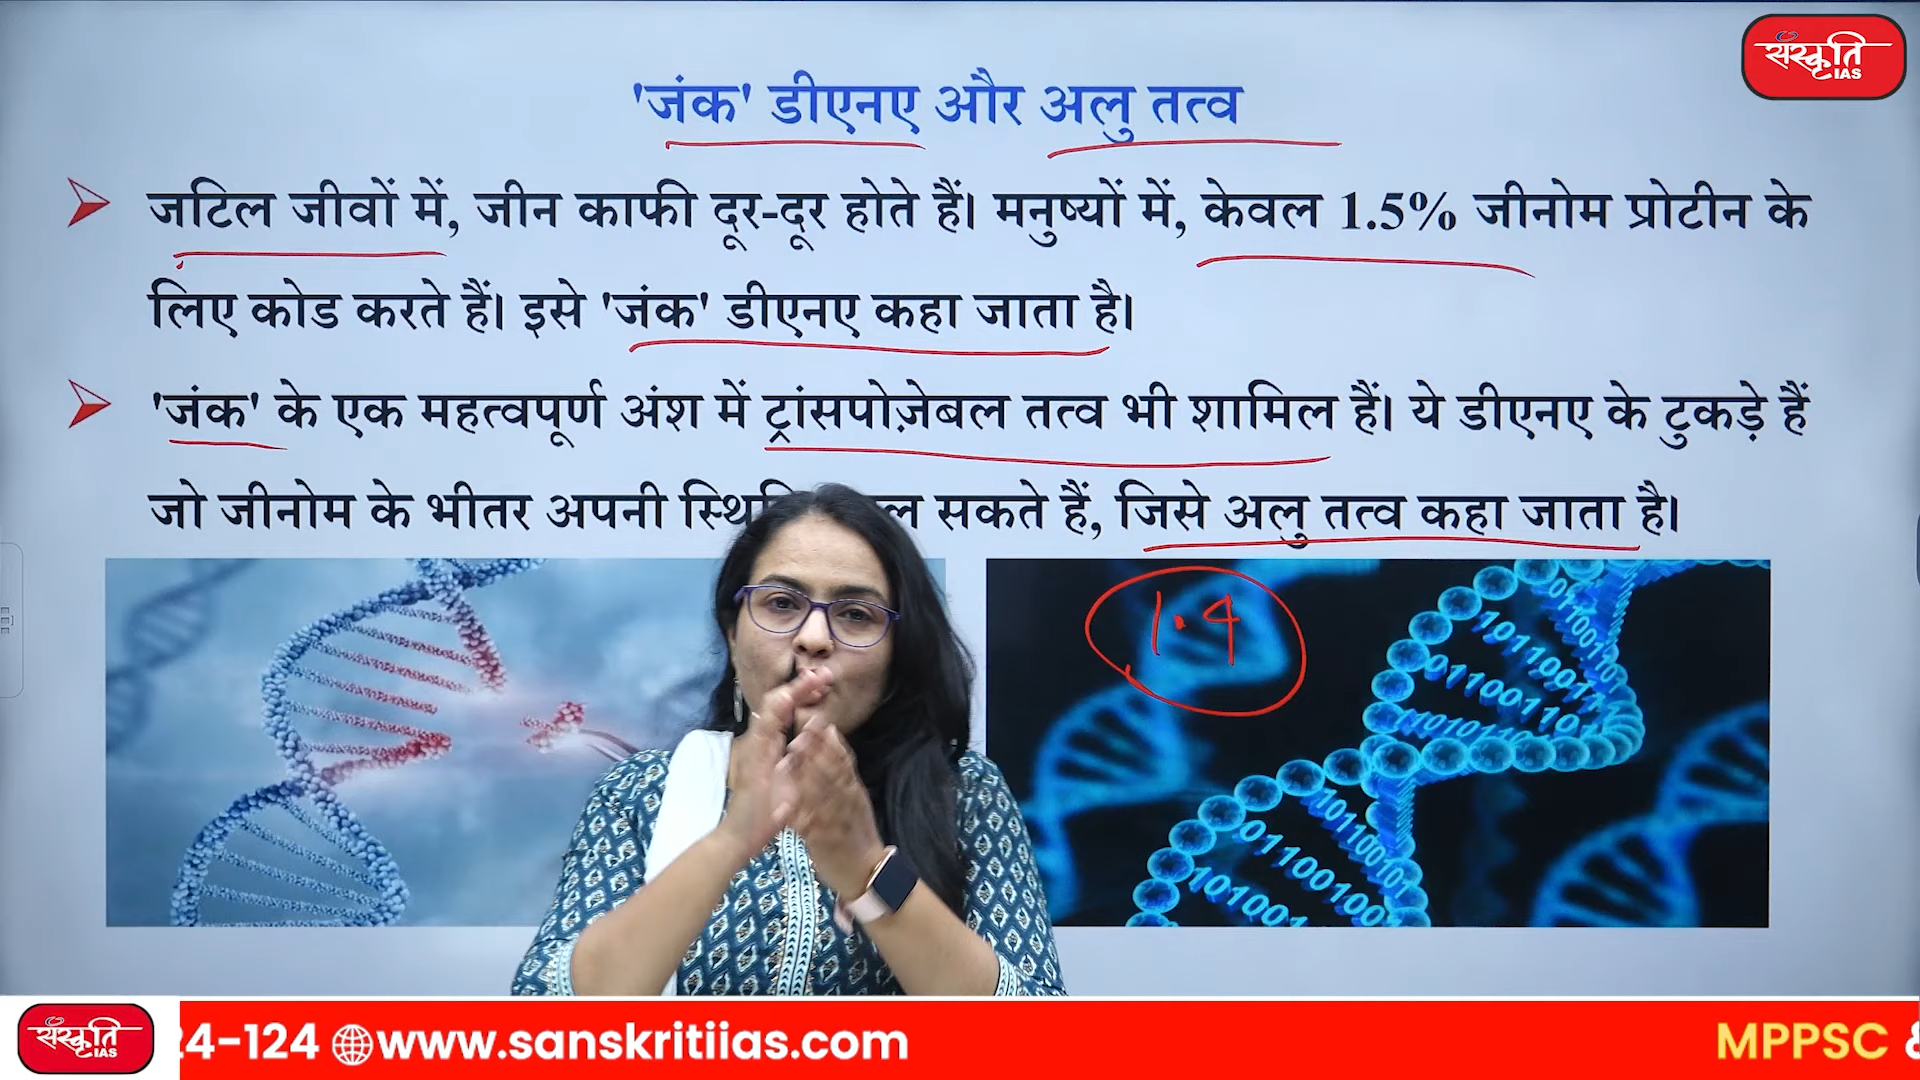 संस्कृति
IAS
'जंक' डीएनए और अलु तत्व
जटिल जीवों में, जीन काफी दूर-दूर होते हैं। मनुष्यों में, केवल 1.5% जीनोम प्रोटीन के
लिए कोड करते हैं। इसे 'जंक' डीएनए कहा जाता है।
'जंक' के एक महत्वपूर्ण अंश में ट्रांसपोज़ेबल तत्व भी शामिल हैं। ये डीएनए के टुकड़े हैं
जो जीनोम के भीतर अपनी सकते हैं, जिसे अलु तत्व कहा जाता है।
1.4
संस्कृति
IAS
24-124 www.sanskritiias.com
MPPSC &